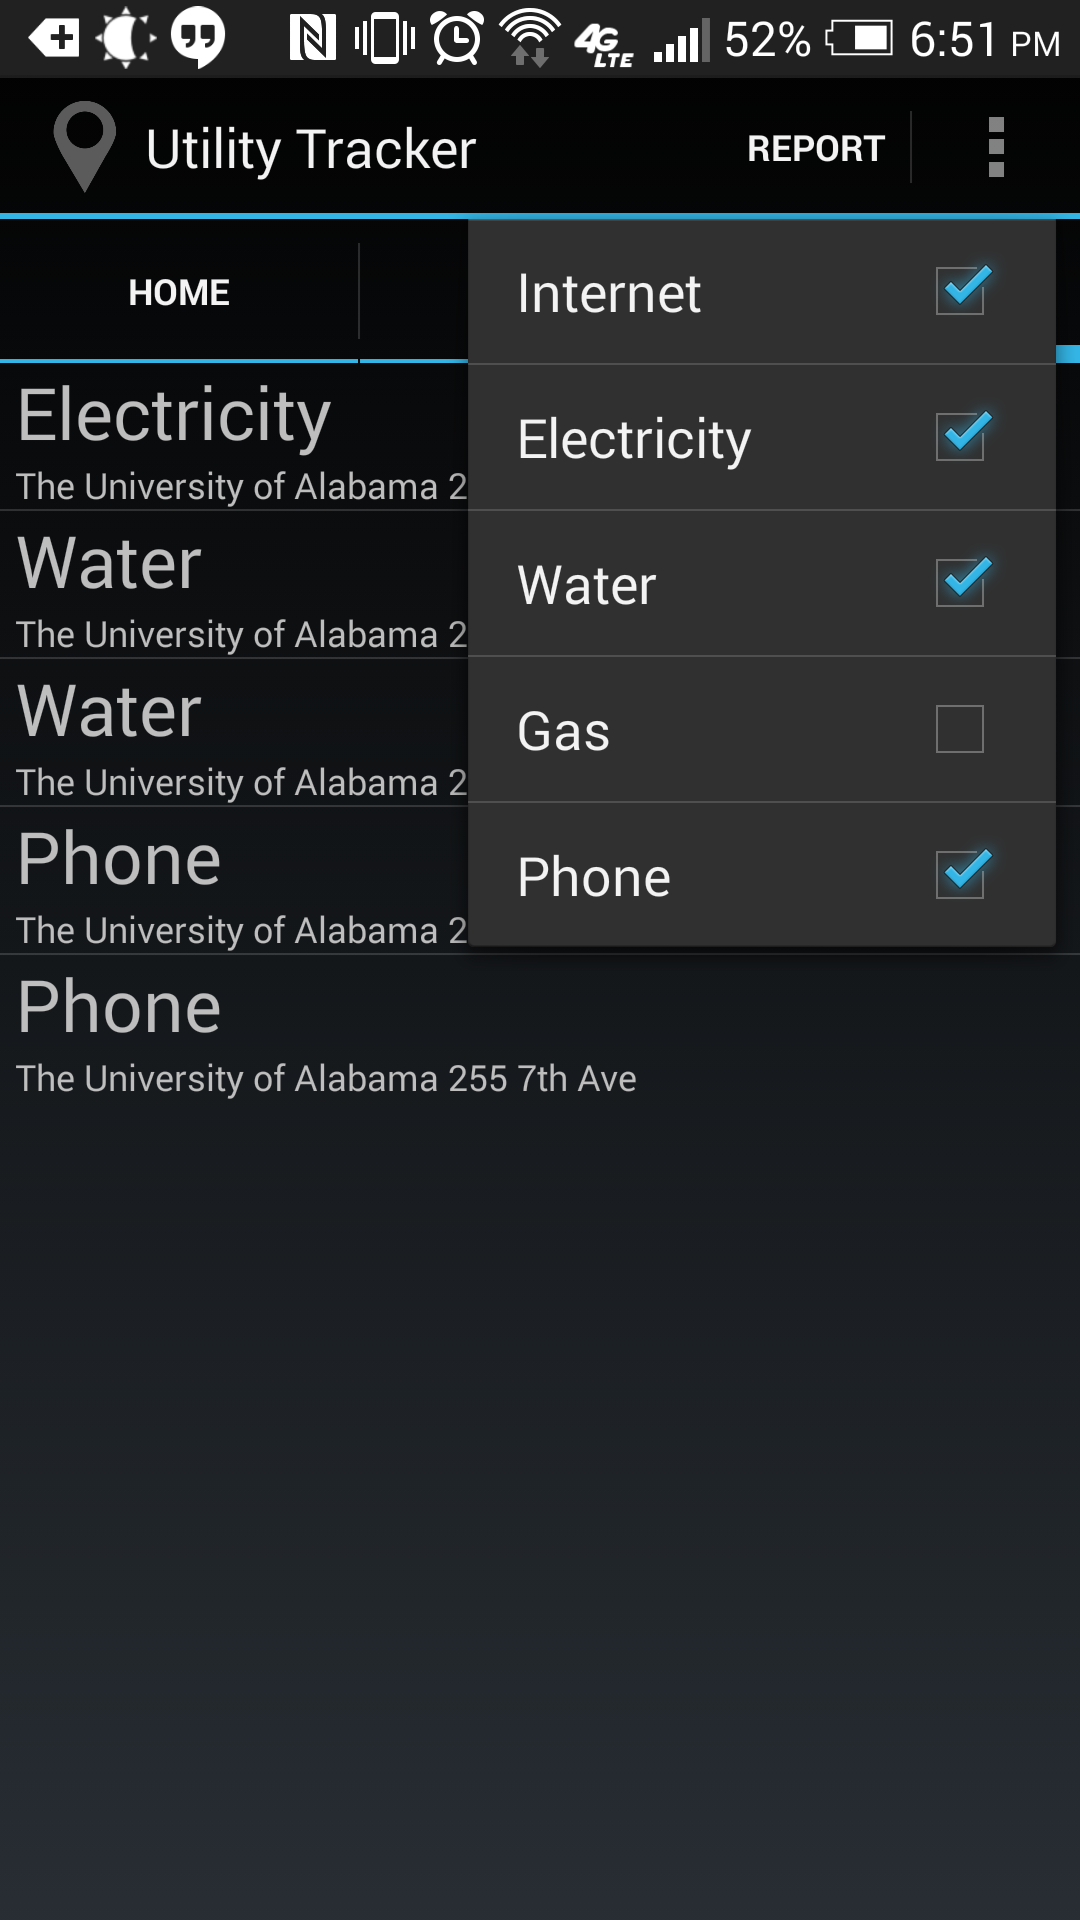 4G LTE 52% 6:51 PM
Utility Tracker REPORT
HOME
Internet
Electricity
Water
Gas
Phone
Electricity
The University of Alabama 2
Water
The University of Alabama 2
Water
The University of Alabama 2
Phone
The University of Alabama 2
Phone
The University of Alabama 255 7th Ave